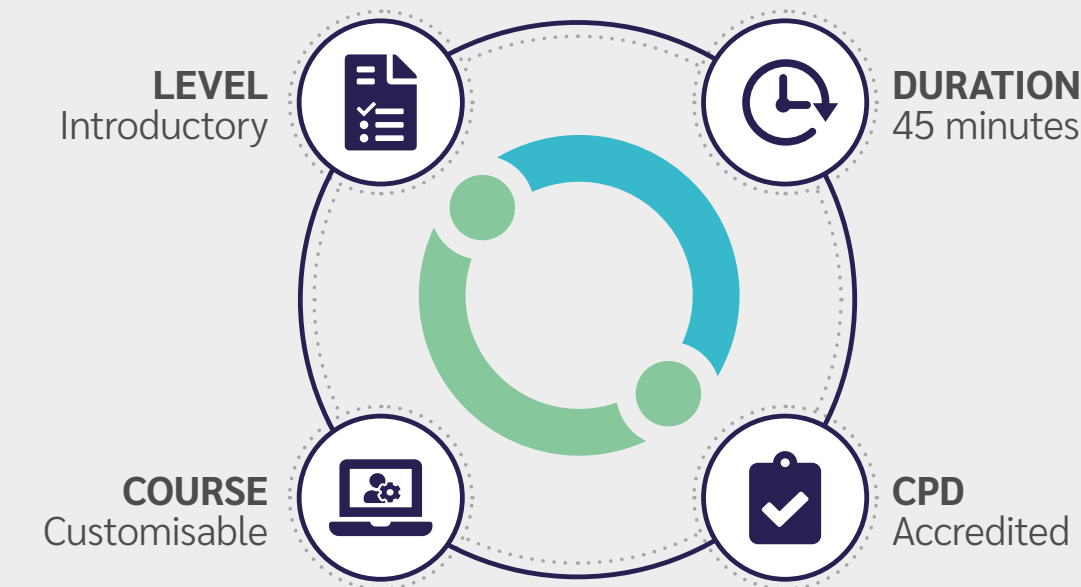 LEVEL
Introductory
DURATION
45 minutes
COURSE
Customisable
CPD
Accredited